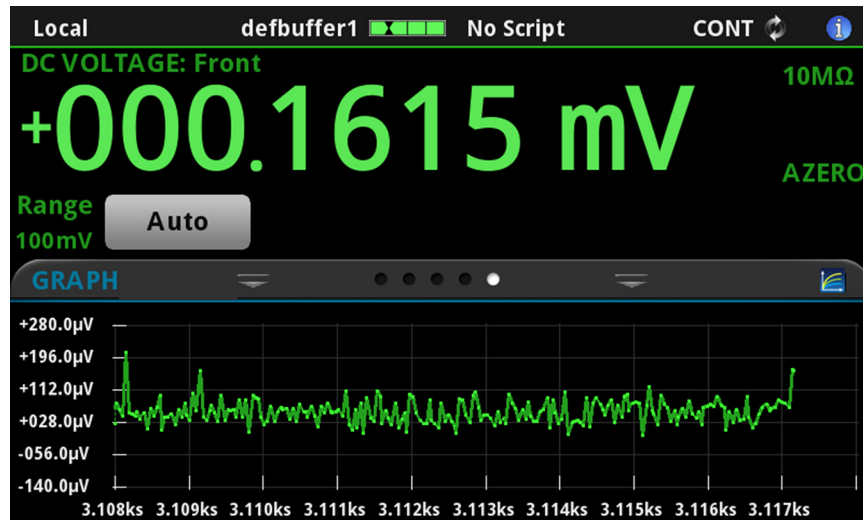 Local defbuffer1 No Script CONT i
DC VOLTAGE: Front
10MΩ
+000.1615 mV
AZERO
Range
100mV
Auto
GRAPH
+280.0µV
+196.0µV
+112.0µV
+028.0µV
-056.0µV
-140.0µV
3.108ks 3.109ks 3.110ks 3.111ks 3.112ks 3.113ks 3.114ks 3.115ks 3.116ks 3.117ks